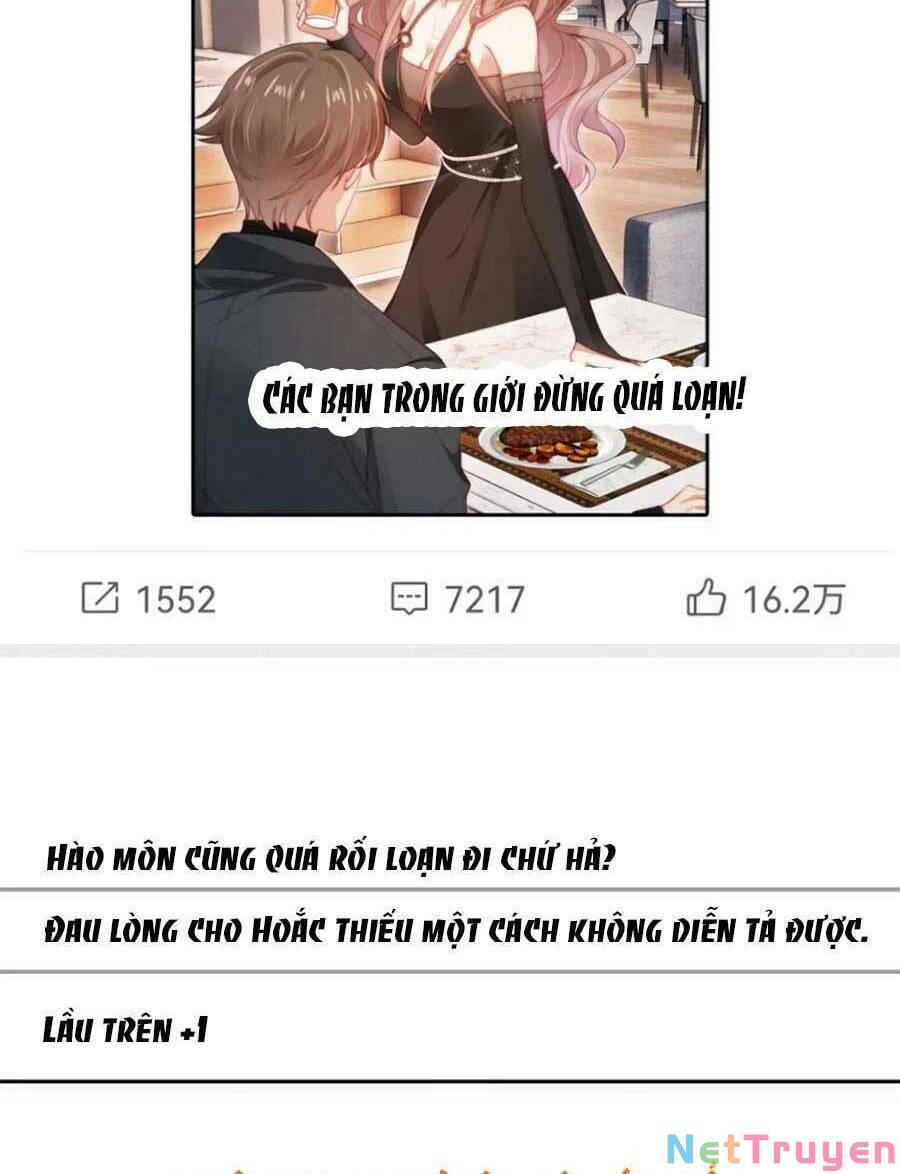 Các bạn trong giới đừng quá loạn!
1552 7217 16.2万
Hào môn cũng quá rối loạn đi chứ hả?
Đau lòng cho Hoắc thiếu một cách không diễn tả được.
Lầu trên +1
NetTruyen